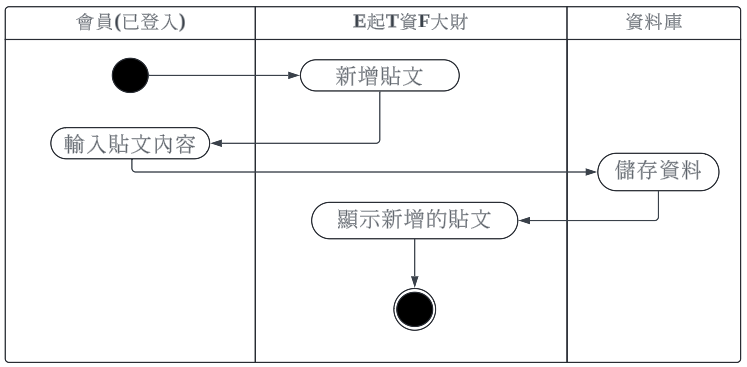 會員(已登入)
E起T資F大財
資料庫
新增貼文
輸入貼文內容
儲存資料
顯示新增的貼文